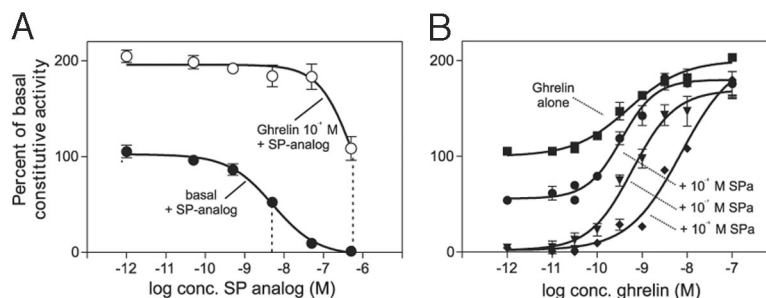 A
Percent of basal
constitutive activity
200
100
0
Ghrelin 10 M
+ SP-analog
basal
+ SP-analog
-12 -11 -10 -9 -8 -7 -6
log conc. SP analog (M)
B
200
100
0
Ghrelin
alone
+ 10 M SPa
+ 10 M SPa
+ 10 M SPa
-12 -11 -10 -9 -8 -7
log conc. ghrelin (M)